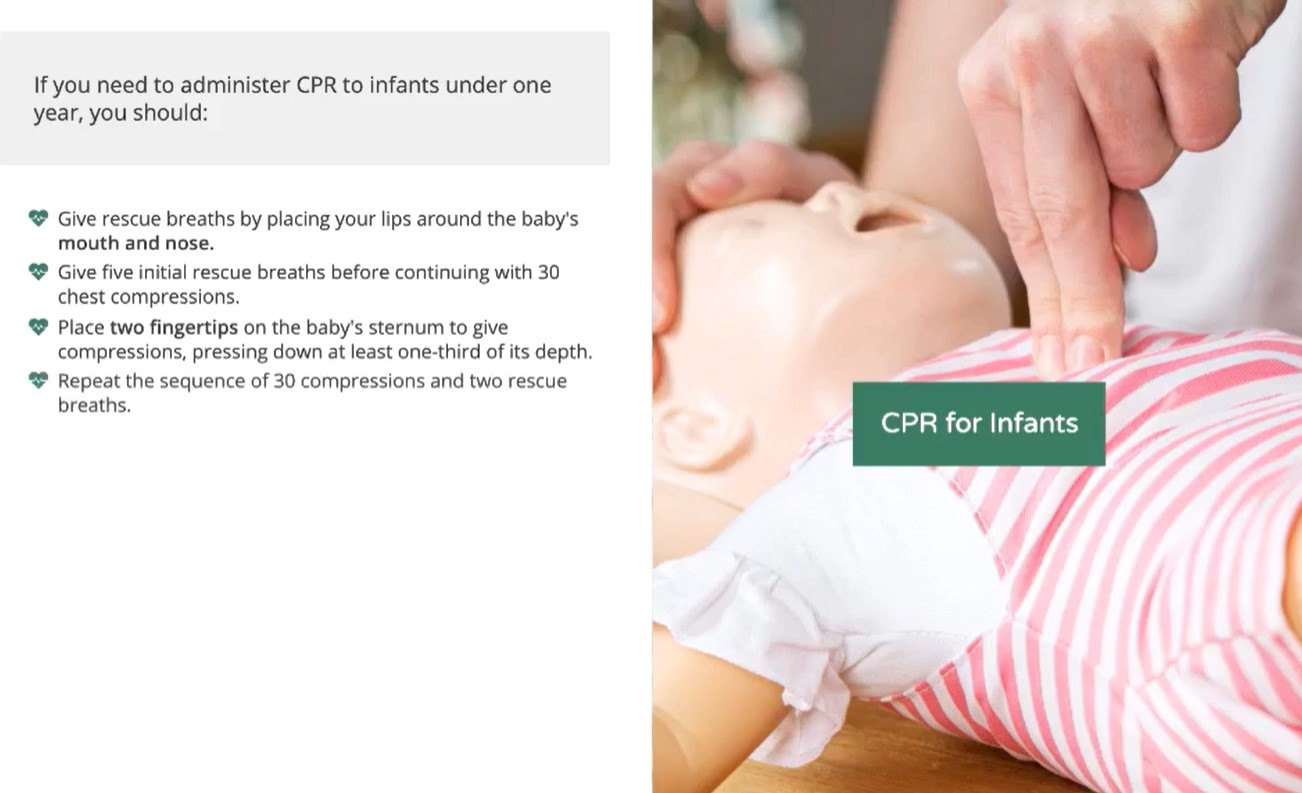 If you need to administer CPR to infants under one
year, you should:
Give rescue breaths by placing your lips around the baby's
mouth and nose.
Give five initial rescue breaths before continuing with 30
chest compressions.
Place two fingertips on the baby's sternum to give
compressions, pressing down at least one-third of its depth.
Repeat the sequence of 30 compressions and two rescue
breaths.
CPR for Infants